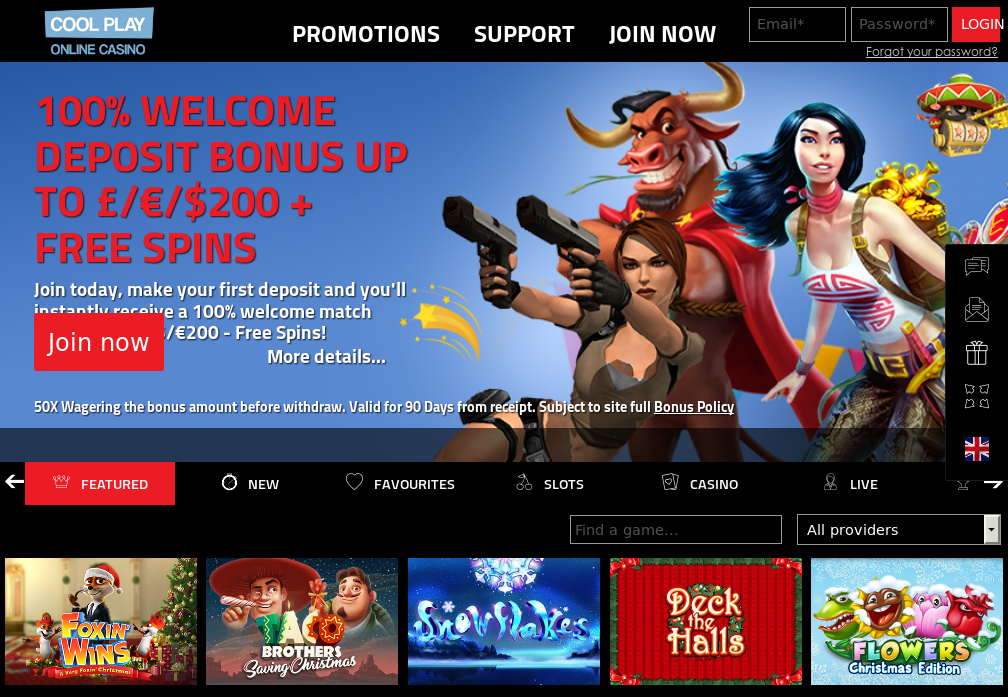 COOL PLAY
ONLINE CASINO
PROMOTIONS SUPPORT JOIN NOW
Email* Password* LOGIN
Forgot your password?
100% WELCOME
DEPOSIT BONUS UP
TO £/€/$200 +
FREE SPINS
Join today, make your first deposit and you'll
instantly receive a 100% welcome match
/€200 - Free Spins!
Join now
More details...
50X Wagering the bonus amount before withdraw. Valid for 90 Days from receipt. Subject to site full Bonus Policy
FEATURED NEW FAVOURITES SLOTS CASINO LIVE
Find a game... All providers
FOXIN' WINS
A Very Foxin' Christmas
TACO
BROTHERS
Saving Christmas
Snowflakes
Deck
the
Halls
FLOWERS
Christmas Edition